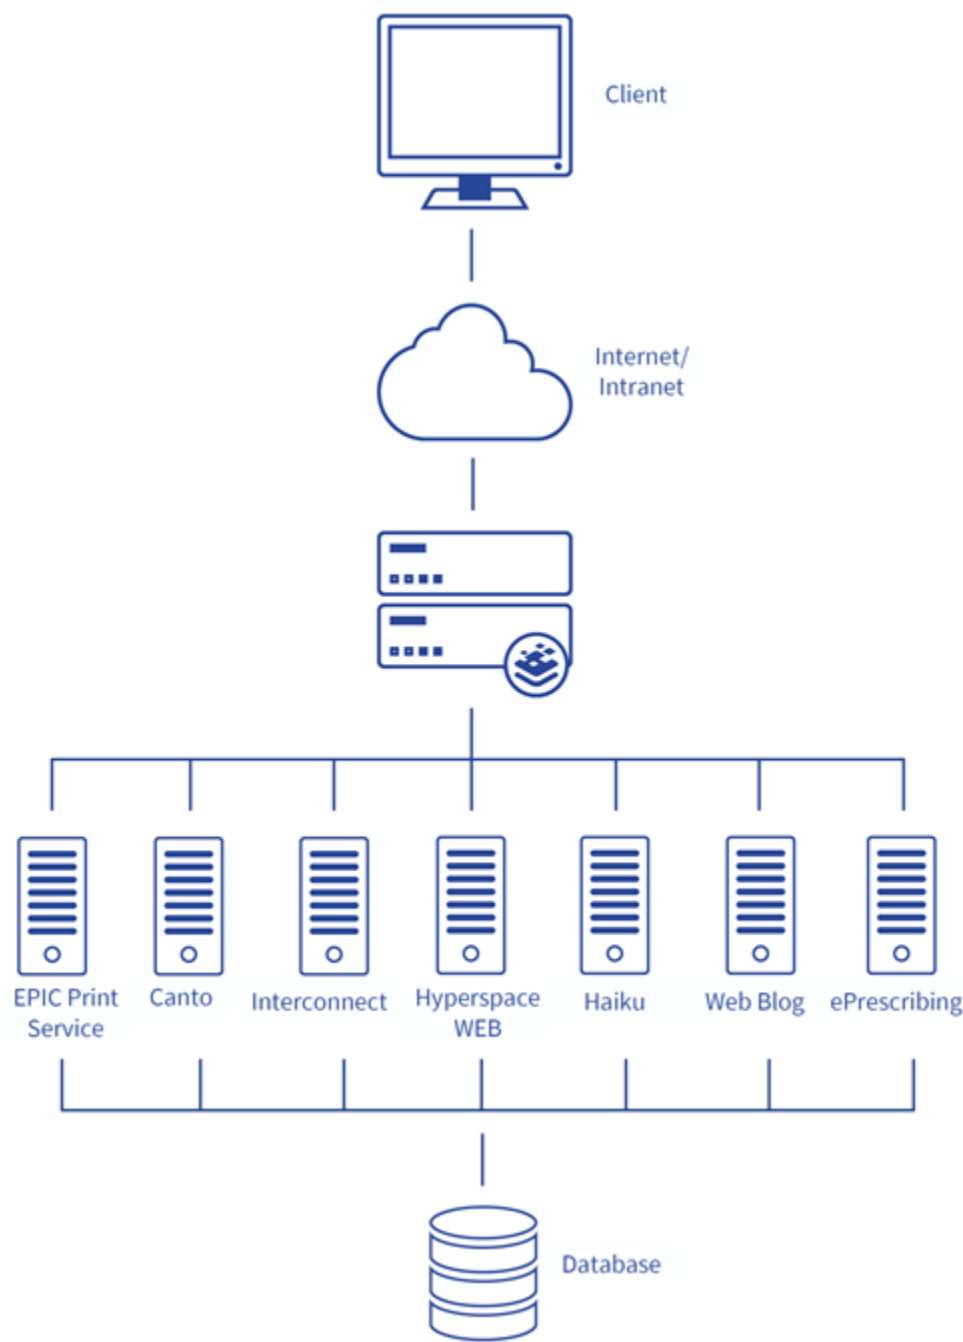 Client
Internet/
Intranet
EPIC Print
Service
Canto
Interconnect
Hyperspace
WEB
Haiku
Web Blog
ePrescribing
Database